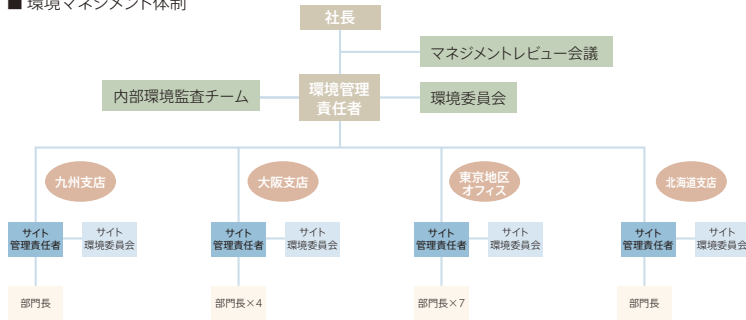 ■ 環境マネジメント体制
社長
マネジメントレビュー会議
内部環境監査チーム
環境管理
責任者
環境委員会
九州支店
大阪支店
東京地区
オフィス
北海道支店
サイト
管理責任者
サイト
環境委員会
サイト
管理責任者
サイト
環境委員会
サイト
管理責任者
サイト
環境委員会
サイト
管理責任者
サイト
環境委員会
部門長
部門長×4
部門長×7
部門長